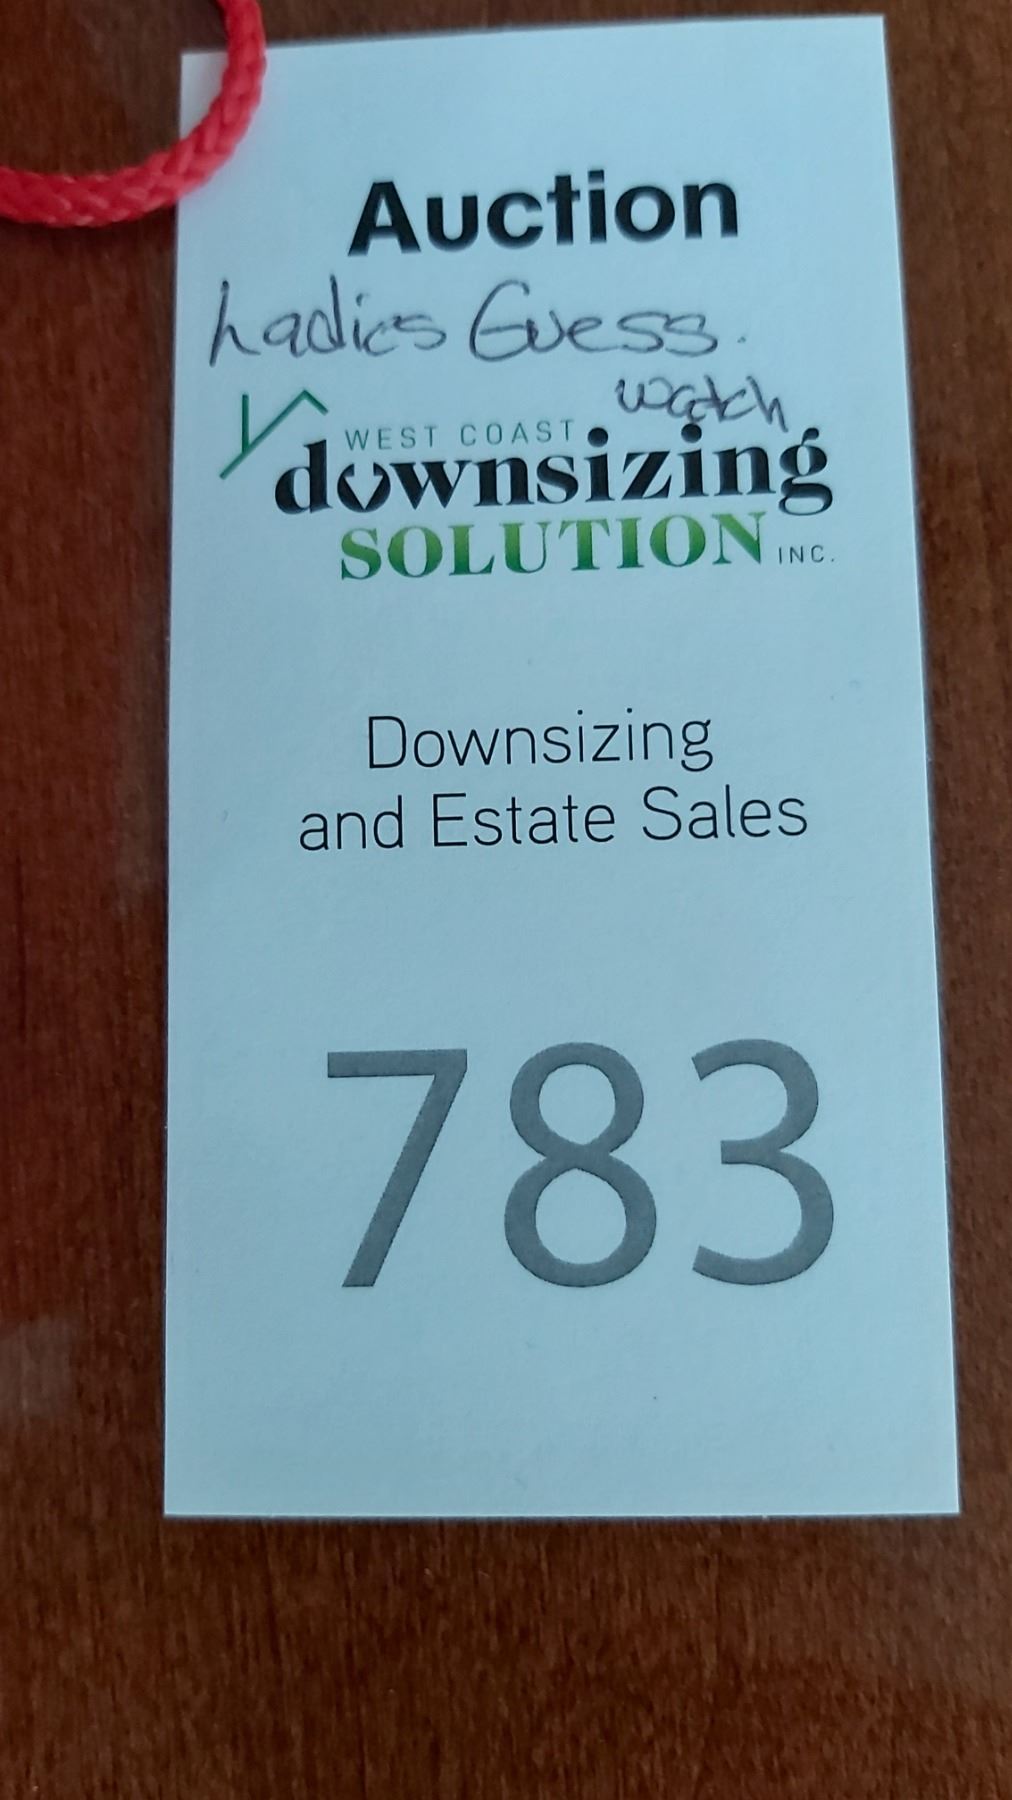 Auction
Ladies Guess.
watch
WEST COAST
downsizing
SOLUTION INC.
Downsizing
and Estate Sales
783